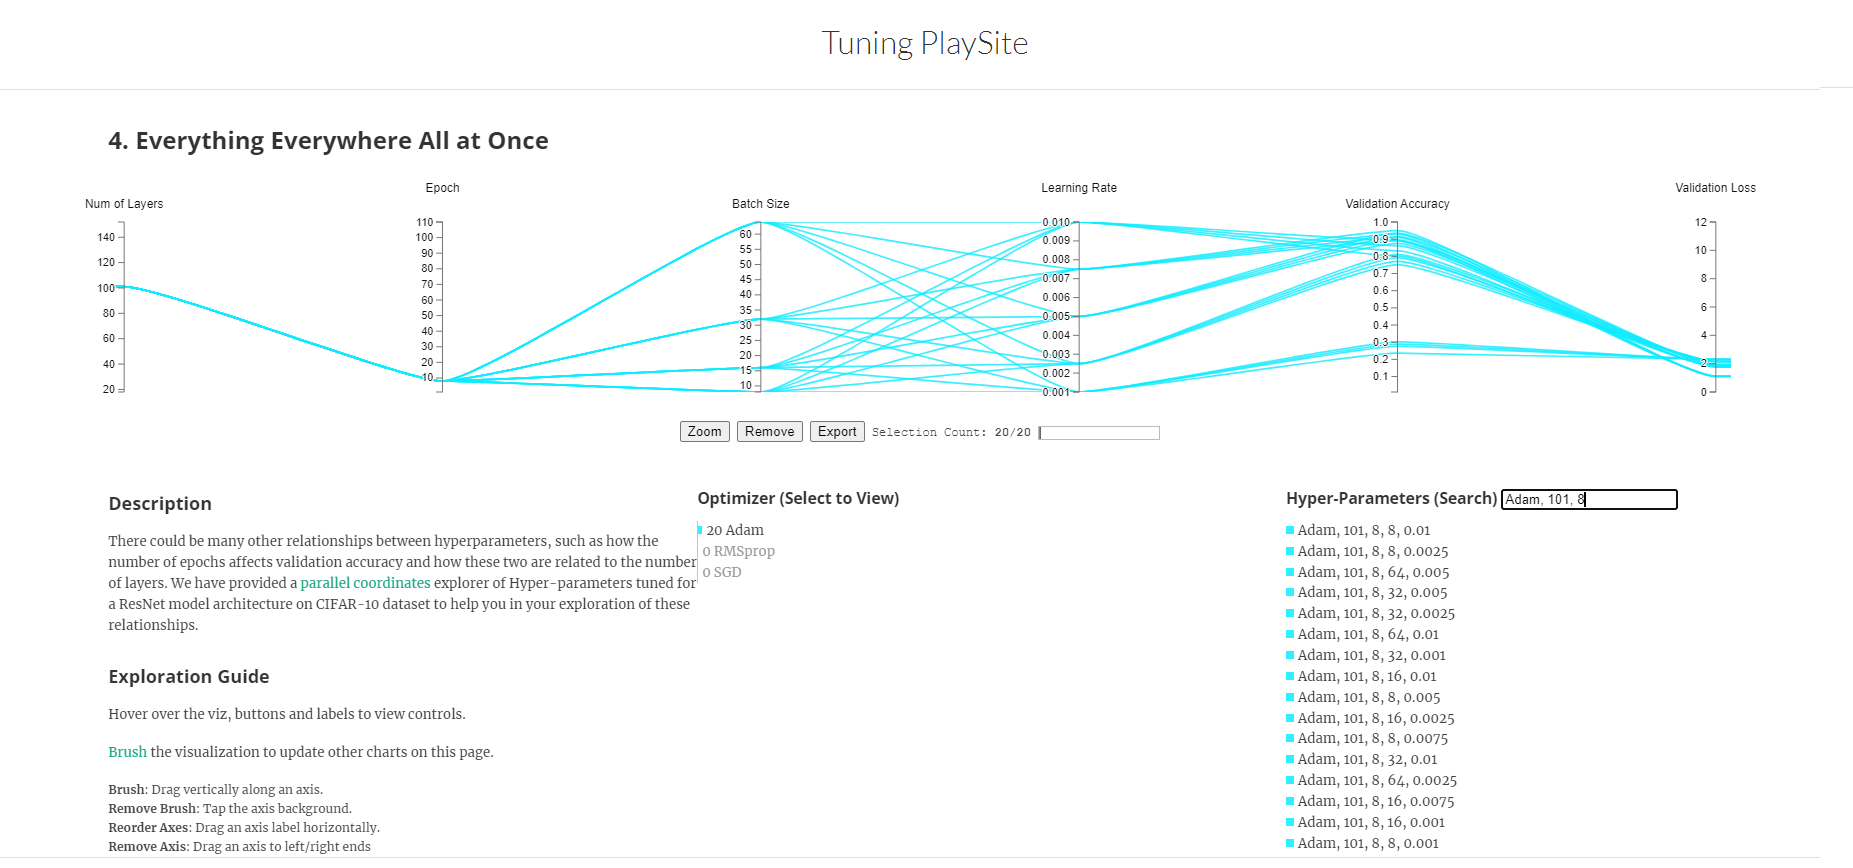 Tuning PlaySite
4. Everything Everywhere All at Once
Num of Layers
Epoch
Batch Size
Learning Rate
Validation Accuracy
Validation Loss
140
120
100
80
60
40
20
110
100
90
80
70
60
50
40
30
20
10
60
55
50
45
40
35
30
25
20
15
10
0.010
0.009
0.008
0.007
0.006
0.005
0.004
0.003
0.002
0.001
1.0
0.9
0.8
0.7
0.6
0.5
0.4
0.3
0.2
0.1
12
10
8
6
4
2
0
Zoom Remove Export Selection Count: 20/20
Description
There could be many other relationships between hyperparameters, such as how the
number of epochs affects validation accuracy and how these two are related to the number
of layers. We have provided a parallel coordinates explorer of Hyper-parameters tuned for
a ResNet model architecture on CIFAR-10 dataset to help you in your exploration of these
relationships.
Exploration Guide
Hover over the viz, buttons and labels to view controls.
Brush the visualization to update other charts on this page.
Brush: Drag vertically along an axis.
Remove Brush: Tap the axis background.
Reorder Axes: Drag an axis label horizontally.
Remove Axis: Drag an axis to left/right ends
Optimizer (Select to View)
20 Adam
0 RMSprop
0 SGD
Hyper-Parameters (Search) Adam, 101, 8
Adam, 101, 8, 8, 0.01
Adam, 101, 8, 8, 0.0025
Adam, 101, 8, 64, 0.005
Adam, 101, 8, 32, 0.005
Adam, 101, 8, 32, 0.0025
Adam, 101, 8, 64, 0.01
Adam, 101, 8, 32, 0.001
Adam, 101, 8, 16, 0.01
Adam, 101, 8, 8, 0.005
Adam, 101, 8, 16, 0.0025
Adam, 101, 8, 8, 0.0075
Adam, 101, 8, 32, 0.01
Adam, 101, 8, 64, 0.0025
Adam, 101, 8, 16, 0.0075
Adam, 101, 8, 16, 0.001
Adam, 101, 8, 8, 0.001